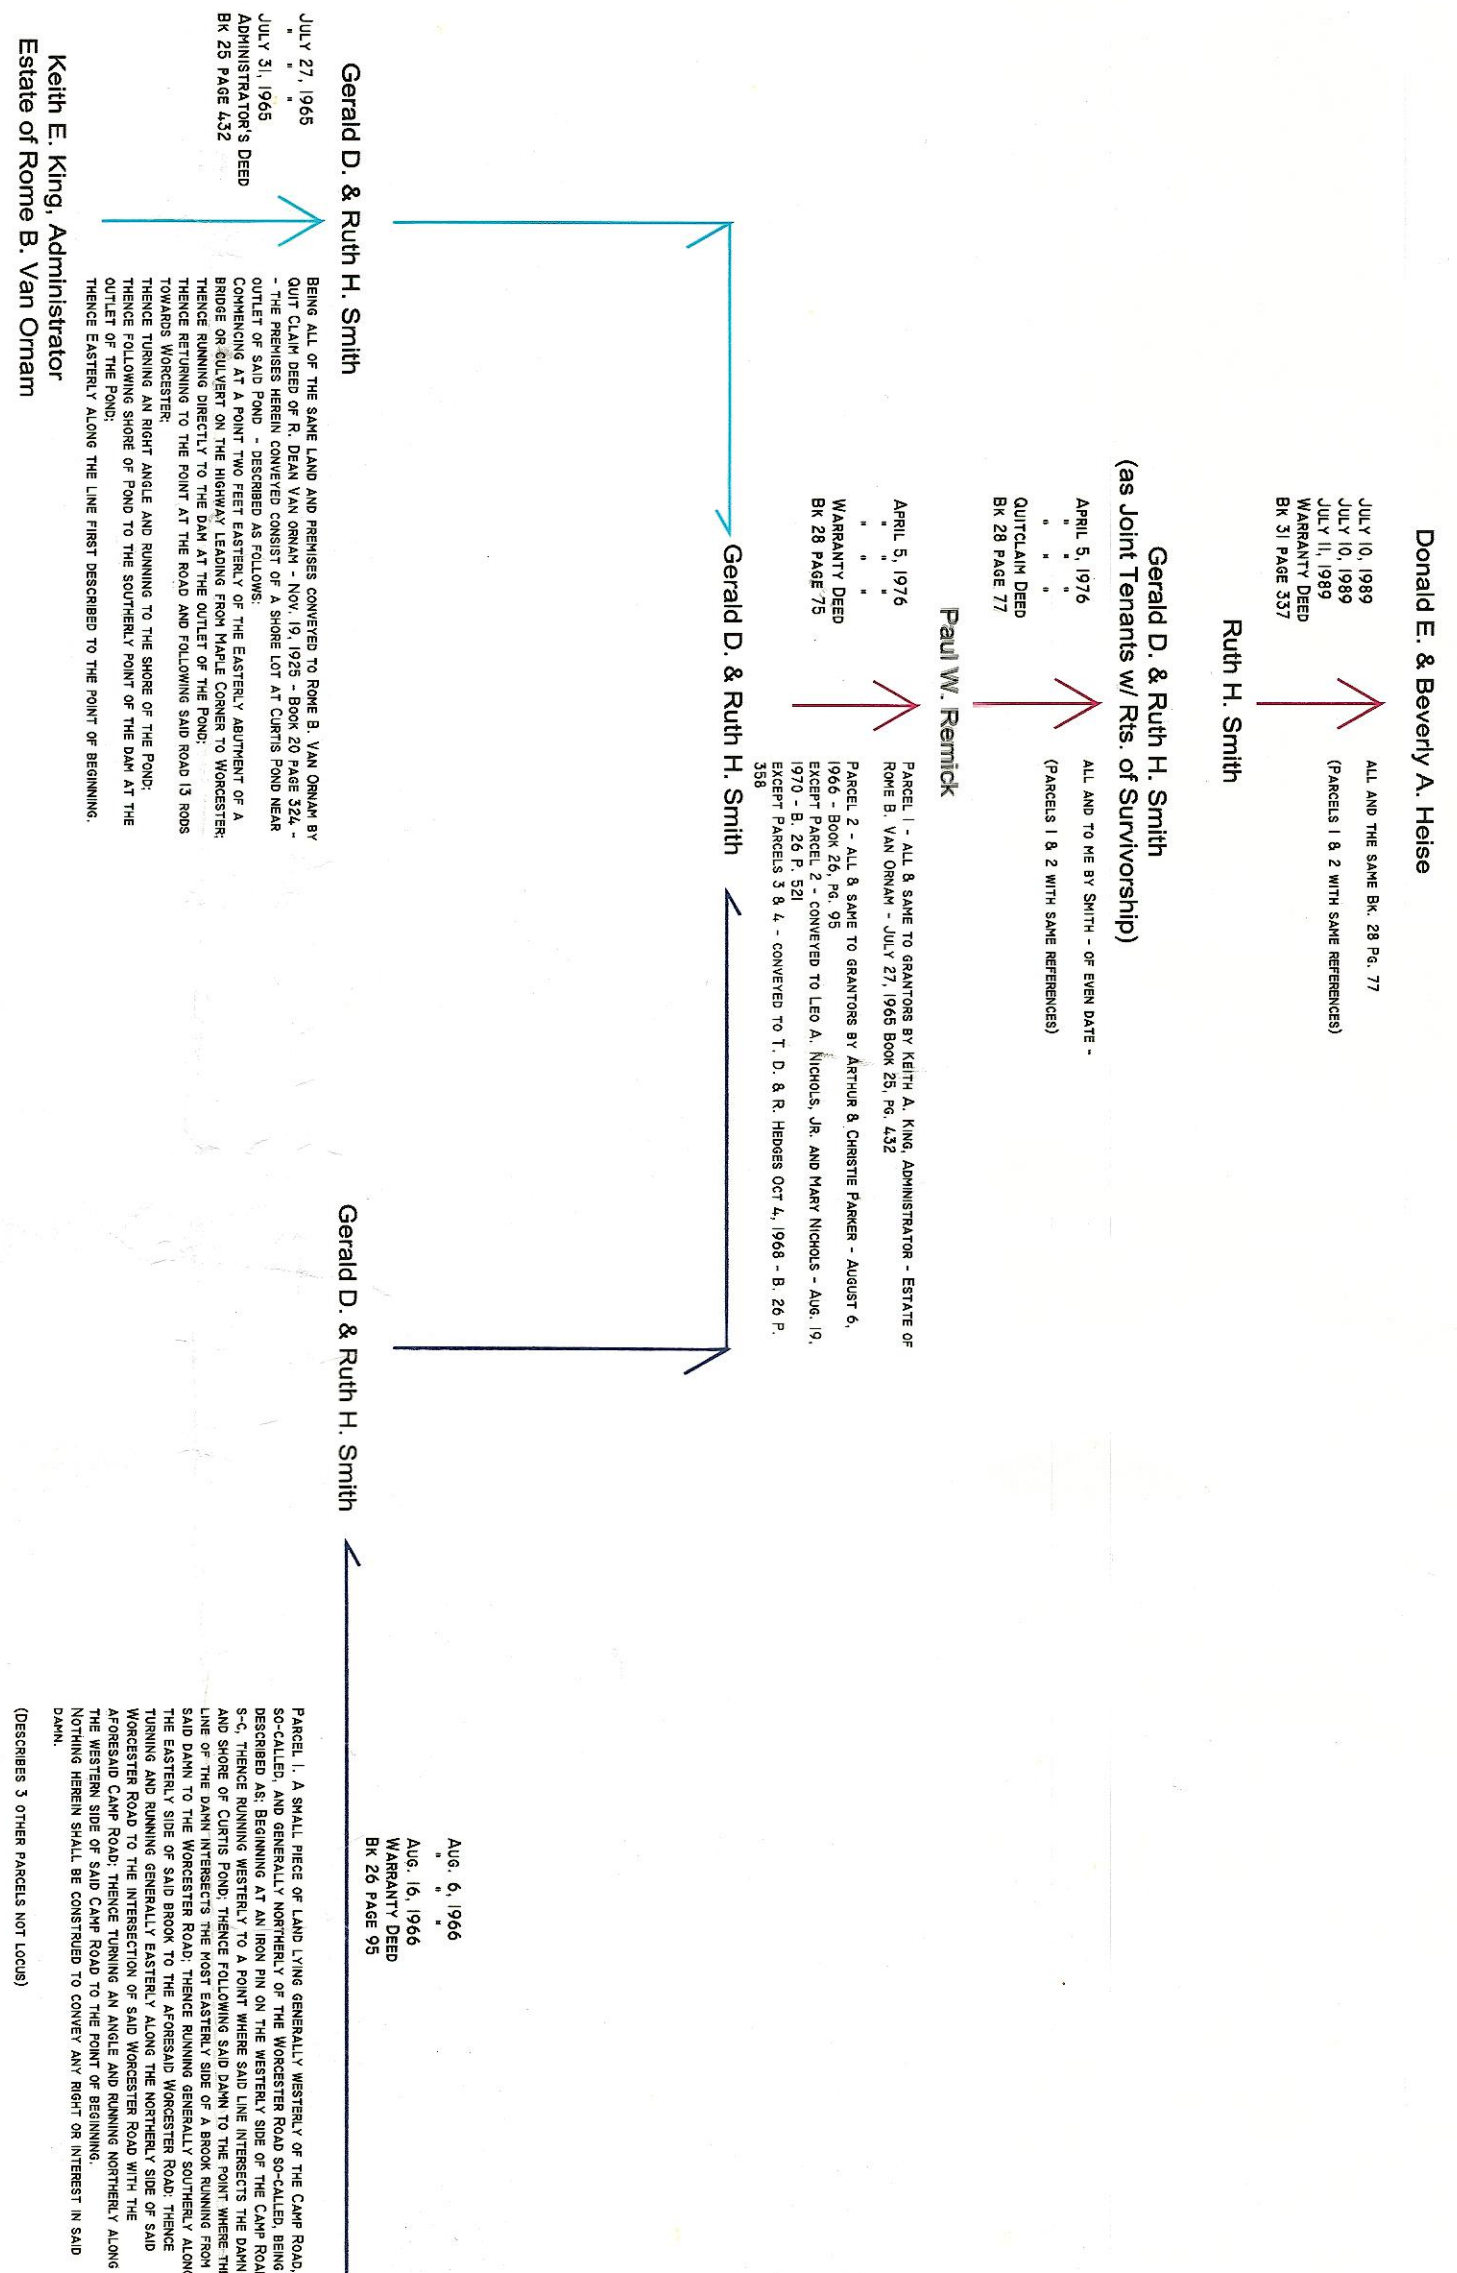 Donald E. & Beverly A. Heise
JULY 10, 1989
JULY 10, 1989
JULY 11, 1989
WARRANTY DEED
BK 31 PAGE 337
ALL AND THE SAME BK. 28 PG. 77
(PARCELS 1 & 2 WITH SAME REFERENCES)
Ruth H. Smith
Gerald D. & Ruth H. Smith
(as Joint Tenants w/ Rts. of Survivorship)
APRIL 5, 1976
" " "
" " "
QUITCLAIM DEED
BK 28 PAGE 77
ALL AND TO ME BY SMITH - OF EVEN DATE -
(PARCELS 1 & 2 WITH SAME REFERENCES)
Paul W. Remick
APRIL 5, 1976
" " "
" " "
WARRANTY DEED
BK 28 PAGE 75
PARCEL 1 - ALL & SAME TO GRANTORS BY KEITH A. KING, ADMINISTRATOR - ESTATE OF
ROME B. VAN ORNAM - JULY 27, 1965 BOOK 25, PG. 432
PARCEL 2 - ALL & SAME TO GRANTORS BY ARTHUR & CHRISTIE PARKER - AUGUST 6,
1966 - BOOK 26, PG. 95
EXCEPT PARCEL 2 - CONVEYED TO LEO A. NICHOLS, JR. AND MARY NICHOLS - AUG. 19,
1970 - B. 26 P. 521
EXCEPT PARCELS 3 & 4 - CONVEYED TO T. D. & R. HEDGES OCT 4, 1968 - B. 26 P.
358
Gerald D. & Ruth H. Smith
Gerald D. & Ruth H. Smith
JULY 27, 1965
" " "
JULY 31, 1965
ADMINISTRATOR'S DEED
BK 25 PAGE 432
BEING ALL OF THE SAME LAND AND PREMISES CONVEYED TO ROME B. VAN ORNAM BY
QUIT CLAIM DEED OF R. DEAN VAN ORNAM - NOV. 19, 1925 - BOOK 20 PAGE 324 -
- THE PREMISES HEREIN CONVEYED CONSIST OF A SHORE LOT AT CURTIS POND NEAR
OUTLET OF SAID POND - DESCRIBED AS FOLLOWS:
COMMENCING AT A POINT TWO FEET EASTERLY OF THE EASTERLY ABUTMENT OF A
BRIDGE OR CULVERT ON THE HIGHWAY LEADING FROM MAPLE CORNER TO WORCESTER;
THENCE RUNNING DIRECTLY TO THE DAM AT THE OUTLET OF THE POND;
THENCE RETURNING TO THE POINT AT THE ROAD AND FOLLOWING SAID ROAD 13 RODS
TOWARDS WORCESTER;
THENCE TURNING AN RIGHT ANGLE AND RUNNING TO THE SHORE OF THE POND;
THENCE FOLLOWING SHORE OF POND TO THE SOUTHERLY POINT OF THE DAM AT THE
OUTLET OF THE POND;
THENCE EASTERLY ALONG THE LINE FIRST DESCRIBED TO THE POINT OF BEGINNING.
Keith E. King, Administrator
Estate of Rome B. Van Ornam
Gerald D. & Ruth H. Smith
AUG. 6, 1966
" " "
AUG. 16, 1966
WARRANTY DEED
BK 26 PAGE 95
PARCEL 1. A SMALL PIECE OF LAND LYING GENERALLY WESTERLY OF THE CAMP ROAD,
SO-CALLED, AND GENERALLY NORTHERLY OF THE WORCESTER ROAD SO-CALLED, BEING
DESCRIBED AS; BEGINNING AT AN IRON PIN ON THE WESTERLY SIDE OF THE CAMP
S-C, THENCE RUNNING WESTERLY TO A POINT WHERE SAID LINE INTERSECTS THE DAMN
AND SHORE OF CURTIS POND; THENCE FOLLOWING SAID DAMN TO THE POINT WHERE
LINE OF THE DAMN INTERSECTS THE MOST EASTERLY SIDE OF A BROOK RUNNING FROM
SAID DAMN TO THE WORCESTER ROAD; THENCE RUNNING GENERALLY SOUTHERLY
THE EASTERLY SIDE OF SAID BROOK TO THE AFORESAID WORCESTER ROAD; THENCE
TURNING AND RUNNING GENERALLY EASTERLY ALONG THE NORTHERLY SIDE OF SAID
WORCESTER ROAD TO THE INTERSECTION OF SAID WORCESTER ROAD WITH THE
AFORESAID CAMP ROAD; THENCE TURNING AN ANGLE AND RUNNING NORTHERLY ALONG
THE WESTERN SIDE OF SAID CAMP ROAD TO THE POINT OF BEGINNING.
NOTHING HEREIN SHALL BE CONSTRUED TO CONVEY ANY RIGHT OR INTEREST IN SAID
DAMN.
(DESCRIBES 3 OTHER PARCELS NOT LOCUS)